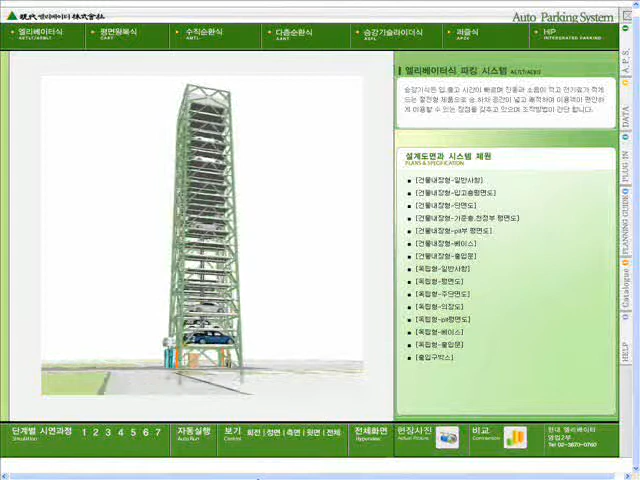 現代 엘리베이터 株式會社
Auto Parking System
엘리베이터식
평면왕복식
수직순환식
다층순환식
승강기슬라이더식
퍼즐식
HIP
A.P.S.
DATA
PLUG IN
PLANNING GUIDE
Catalogue
HELP
엘리베이터식 파킹 시스템
승강기식은 입.출고 시간이 빠르며 진동과 소음이 적고 전기료가 적게
드는 절전형 제품으로 승.하차 공간이 넓고 쾌적하며 이용객이 편안하
게 이용할 수 있는 장점을 갖추고 있으며 조작방법이 간단 합니다.
설계도면과 시스템 제원
PLANS & SPECIFICATION
[건물내장형-일반사항]
[건물내장형-입고층평면도]
[건물내장형-단면도]
[건물내장형-기준층,천정부 평면도]
[건물내장형-pit부 평면도]
[건물내장형-베이스]
[건물내장형-출입문]
[독립형-일반사항]
[독립형-평면도]
[독립형-주단면도]
[독립형-의장도]
[독립형-pit평면도]
[독립형-베이스]
[독립형-출입문]
[출입구박스]
단계별 시연과정 1 2 3 4 5 6 7
Simulation
자동실행
Auto Run
보기 회전 | 정면 | 측면 | 윗면 | 전체
Control
전체화면
현장사진
Actual Picture
비교
Connection
현대 엘리베이터
영업2부
Tel 02-3670-0760